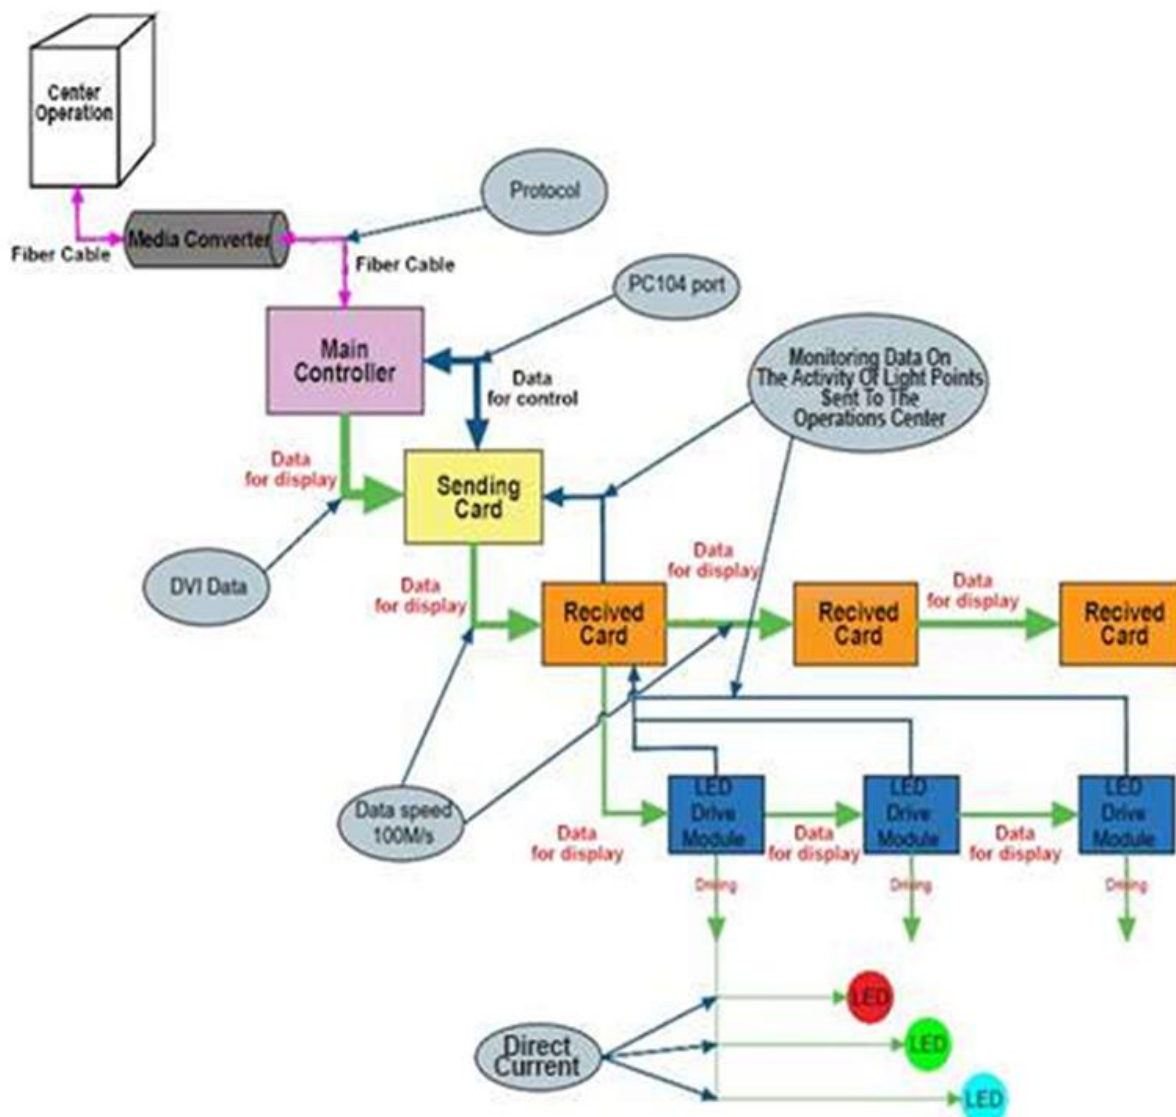 Center
Operation
Fiber Cable
Media Converter
Protocol
Fiber Cable
PC104 port
Main
Controller
Data
for control
Monitoring Data On
The Activity Of Light Points
Sent To The
Operations Center
Data
for display
Sending
Card
DVI Data
Data
for display
Data
for display
Data
for display
Recived
Card
Recived
Card
Recived
Card
Data speed
100M/s
LED
Drive
Module
LED
Drive
Module
LED
Drive
Module
Data
for display
Data
for display
Data
for display
Driving
Driving
Driving
LED
LED
LED
Direct
Current